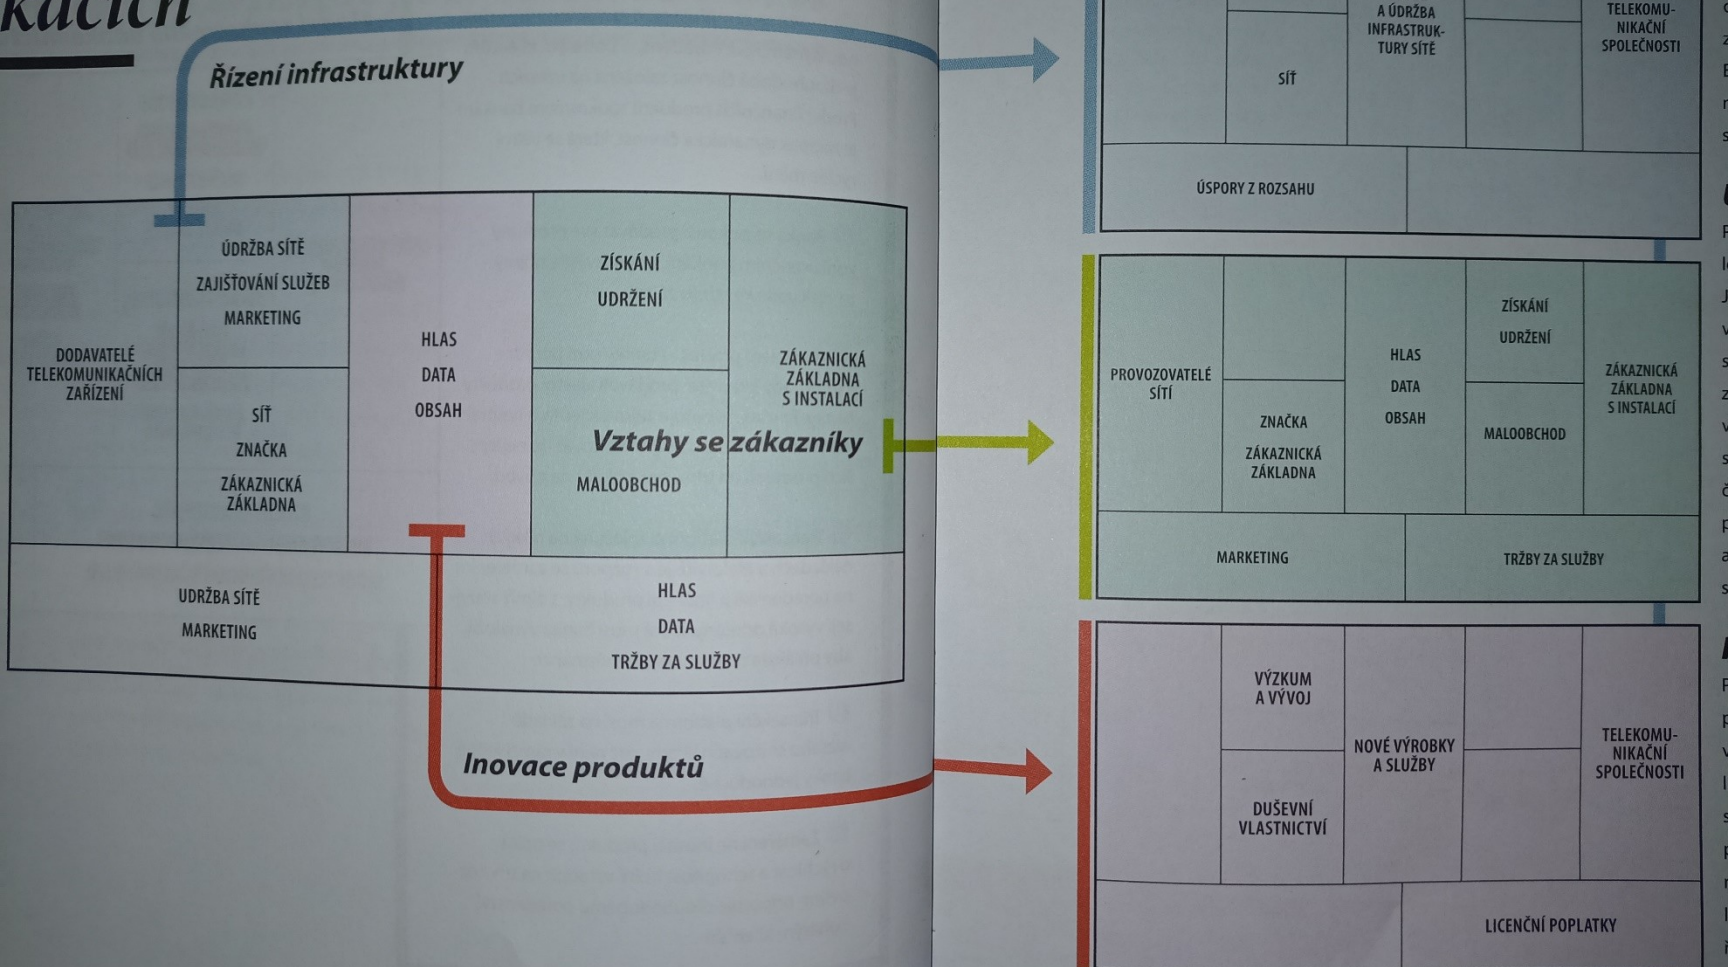 kacích
Řízení infrastruktury
DODAVATELÉ
TELEKOMUNIKAČNÍCH
ZAŘÍZENÍ
ÚDRŽBA SÍTĚ
ZAJIŠŤOVÁNÍ SLUŽEB
MARKETING
SÍŤ
ZNAČKA
ZÁKAZNICKÁ
ZÁKLADNA
HLAS
DATA
OBSAH
ZÍSKÁNÍ
UDRŽENÍ
MALOOBCHOD
ZÁKAZNICKÁ
ZÁKLADNA
S INSTALACÍ
Vztahy se zákazníky
UDRŽBA SÍTĚ
MARKETING
HLAS
DATA
TRŽBY ZA SLUŽBY
Inovace produktů
SÍŤ
A ÚDRŽBA
INFRASTRUK-
TURY SÍTĚ
TELEKOMU-
NIKAČNÍ
SPOLEČNOSTI
ÚSPORY Z ROZSAHU
PROVOZOVATELÉ
SÍTÍ
ZNAČKA
ZÁKAZNICKÁ
ZÁKLADNA
HLAS
DATA
OBSAH
ZÍSKÁNÍ
UDRŽENÍ
MALOOBCHOD
ZÁKAZNICKÁ
ZÁKLADNA
S INSTALACÍ
MARKETING
TRŽBY ZA SLUŽBY
VÝZKUM
A VÝVOJ
DUŠEVNÍ
VLASTNICTVÍ
NOVÉ VÝROBKY
A SLUŽBY
TELEKOMU-
NIKAČNÍ
SPOLEČNOSTI
LICENČNÍ POPLATKY